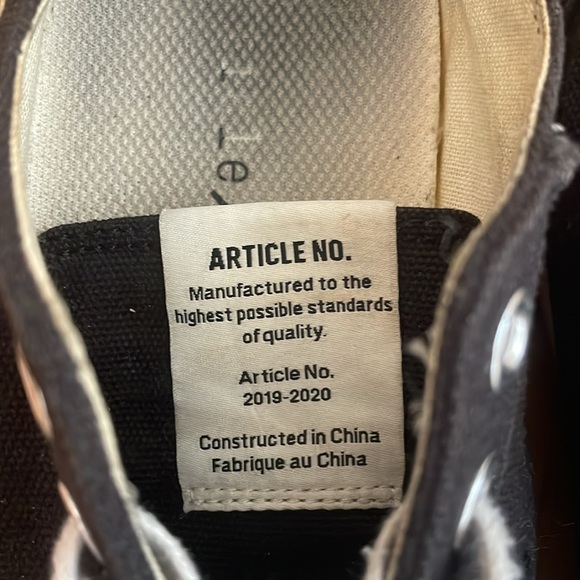 ARTICLE NO.
Manufactured to the
highest possible standards
of quality.
Article No.
2019-2020
Constructed in China
Fabrique au China